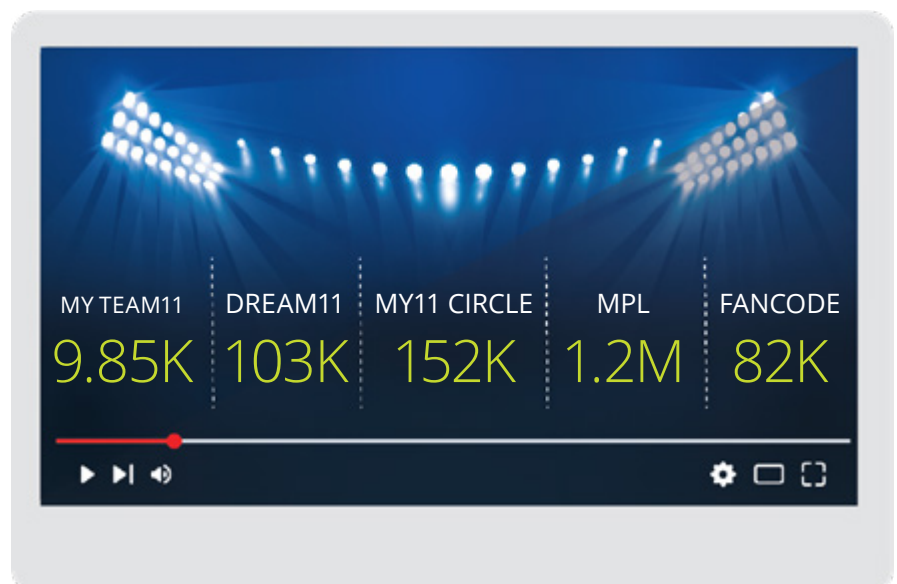 MY TEAM11
9.85K
DREAM11
103K
MY11 CIRCLE
152K
MPL
1.2M
FANCODE
82K